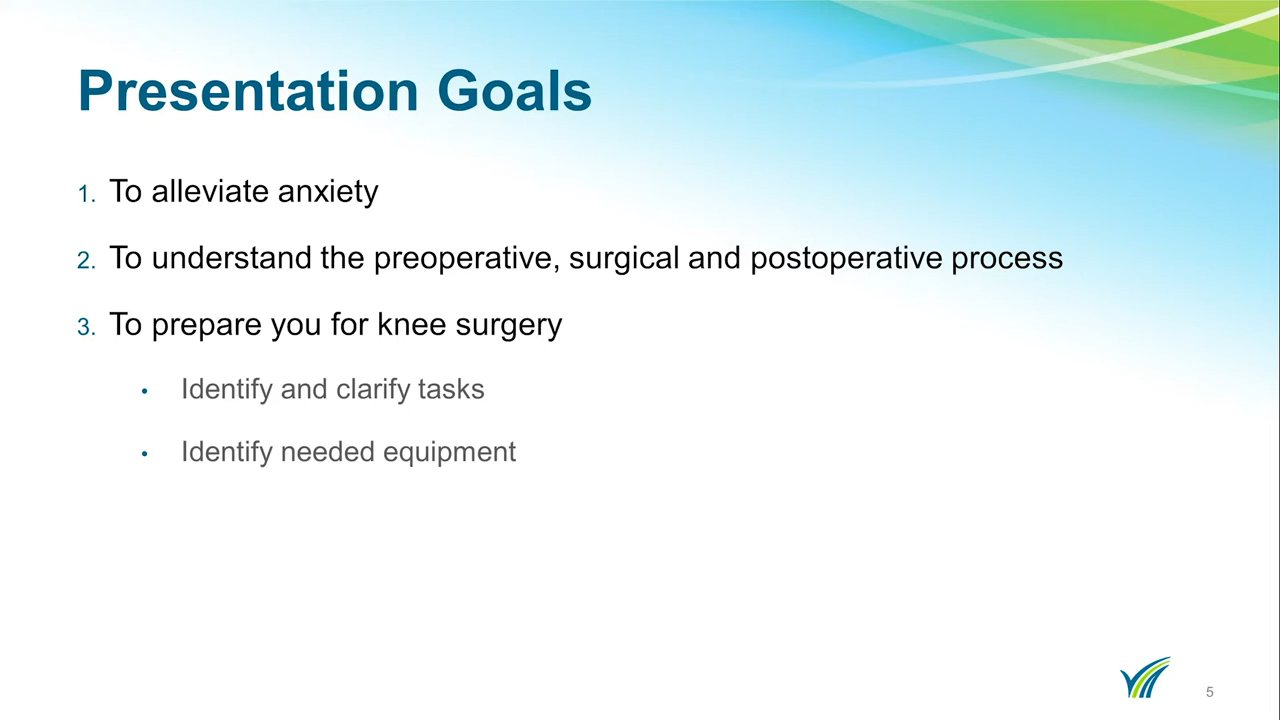 Presentation Goals
1. To alleviate anxiety
2. To understand the preoperative, surgical and postoperative process
3. To prepare you for knee surgery
• Identify and clarify tasks
• Identify needed equipment
5